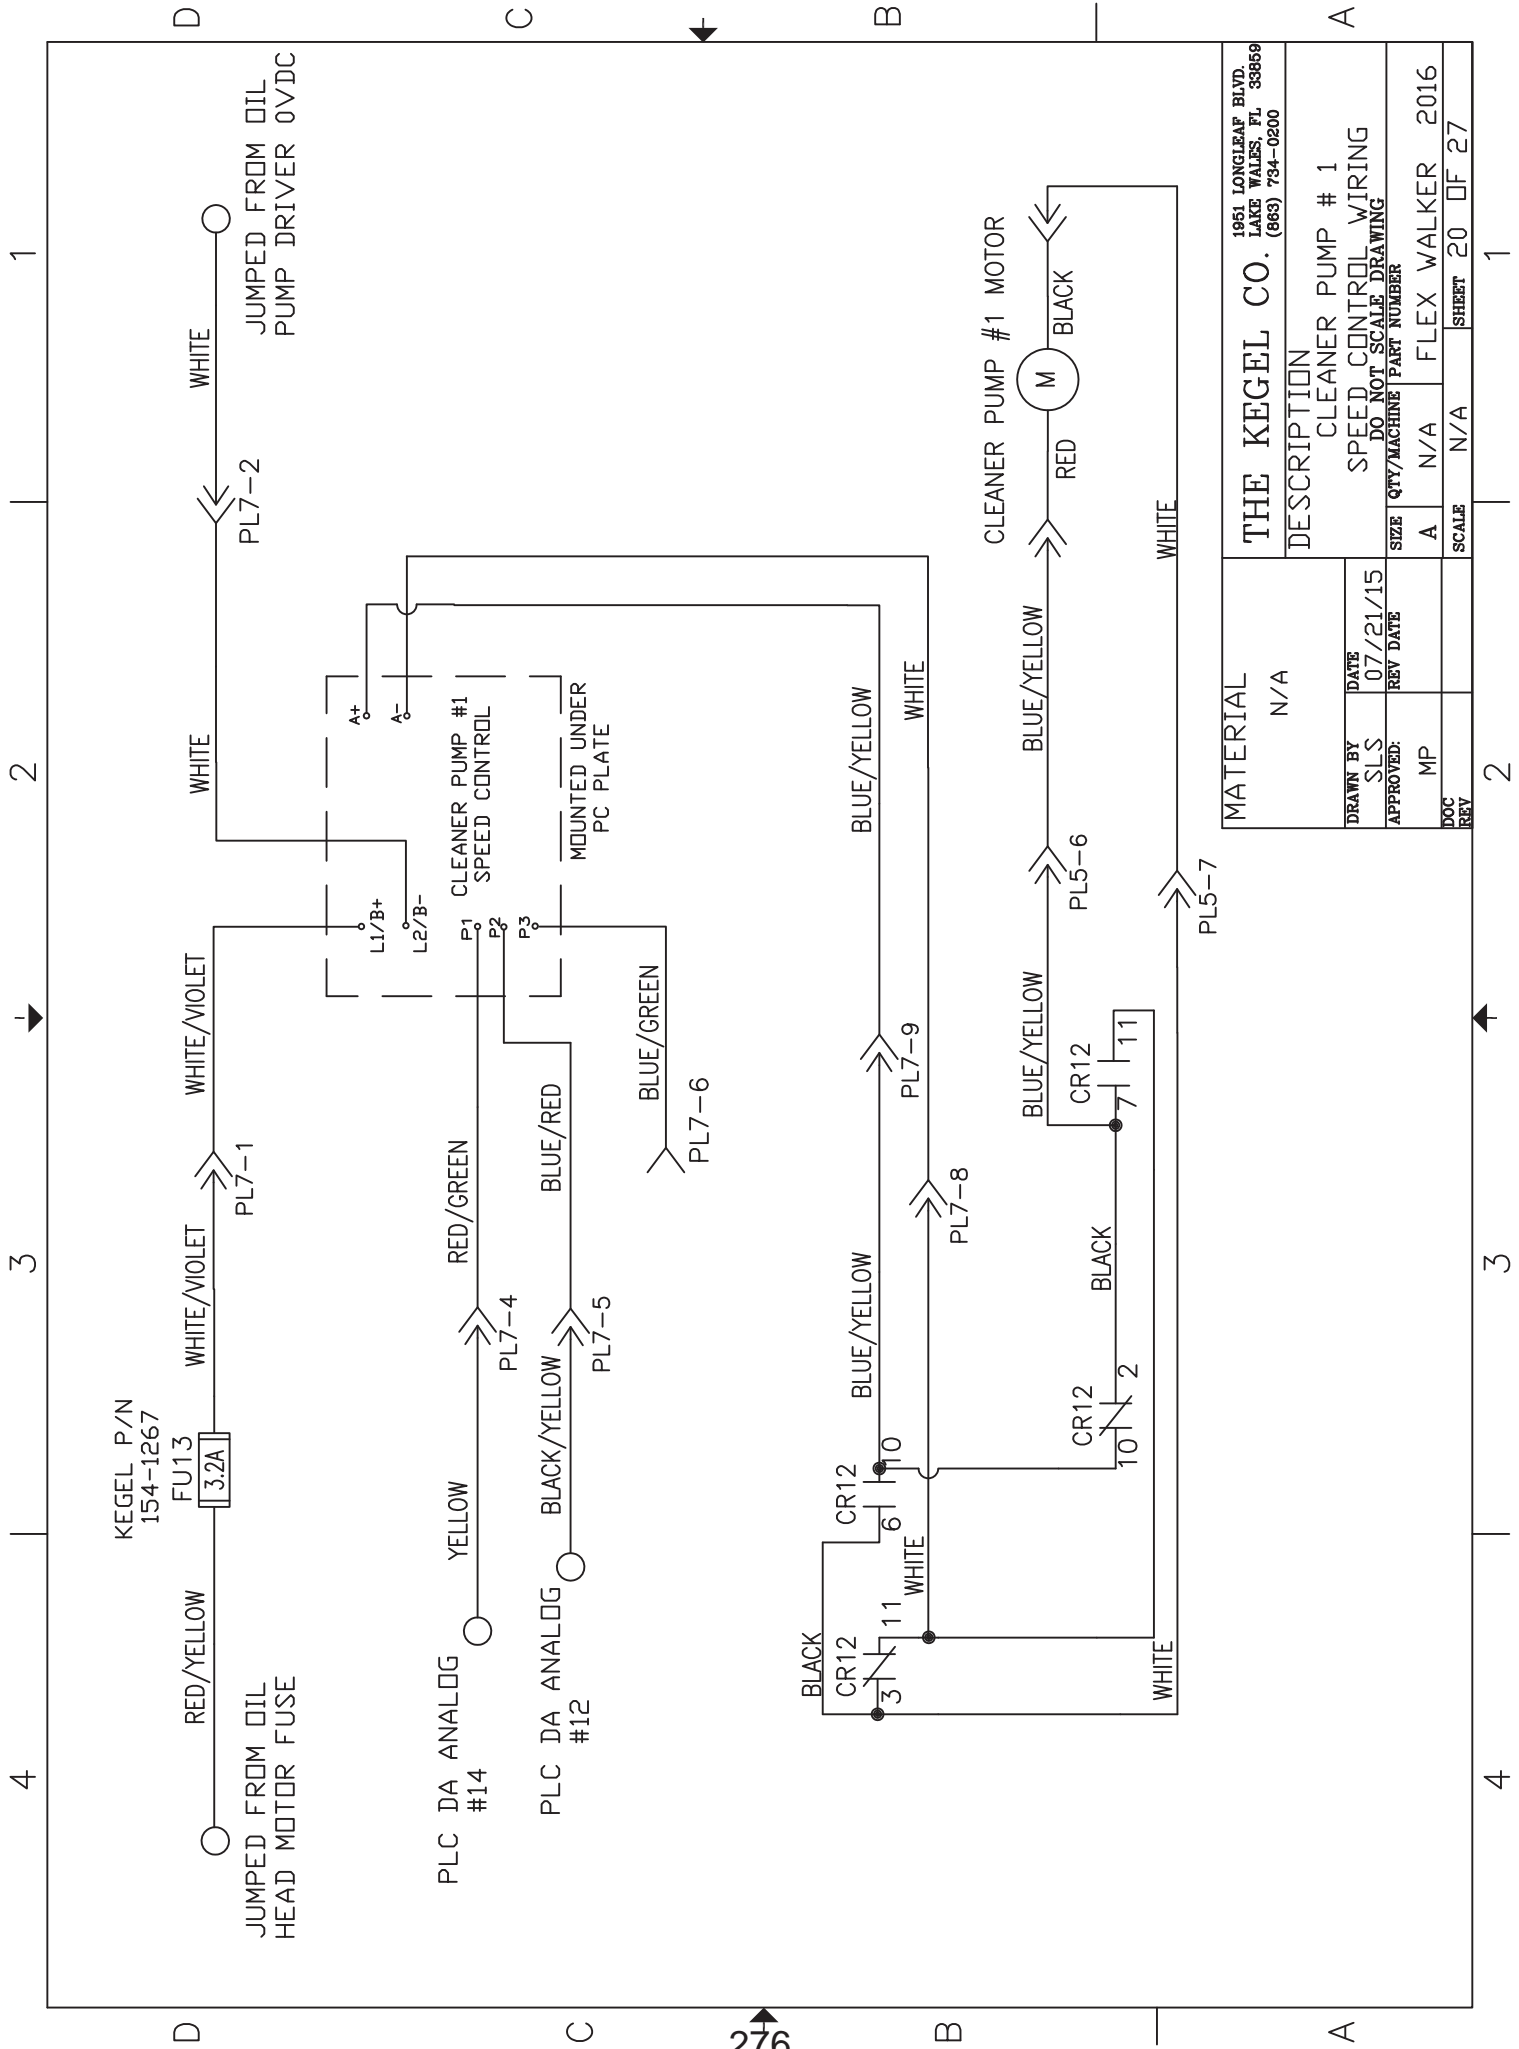 4
3
2
1
D
C
B
A
KEGEL P/N
154-1267
FU13
3.2A
RED/YELLOW
WHITE/VIOLET
PL7-1
WHITE/VIOLET
WHITE
PL7-2
WHITE
JUMPED FROM OIL
HEAD MOTOR FUSE
JUMPED FROM OIL
PUMP DRIVER 0VDC
L1/B+
L2/B-
P1
P2
P3
A+
A-
CLEANER PUMP #1
SPEED CONTROL
MOUNTED UNDER
PC PLATE
PLC DA ANALOG
#14
YELLOW
PL7-4
RED/GREEN
PLC DA ANALOG
#12
BLACK/YELLOW
PL7-5
BLUE/RED
BLUE/GREEN
PL7-6
BLACK
CR12
6
10
BLUE/YELLOW
PL7-9
BLUE/YELLOW
CR12
3
11
WHITE
PL7-8
WHITE
CLEANER PUMP #1 MOTOR
BLUE/YELLOW
PL5-6
BLUE/YELLOW
RED
M
BLACK
CR12
10
2
BLACK
CR12
7
11
WHITE
PL5-7
WHITE
MATERIAL
N/A
DRAWN BY
SLS
DATE
07/21/15
APPROVED:
MP
REV DATE
DOC
REV
THE KEGEL CO.
1951 LONGLEAF BLVD.
LAKE WALES, FL 33859
(863) 734-0200
DESCRIPTION
CLEANER PUMP # 1
SPEED CONTROL WIRING
DO NOT SCALE DRAWING
SIZE
A
QTY/MACHINE
N/A
PART NUMBER
FLEX WALKER 2016
SCALE
N/A
SHEET 20 OF 27
4
3
2
1
D
C
B
A
276